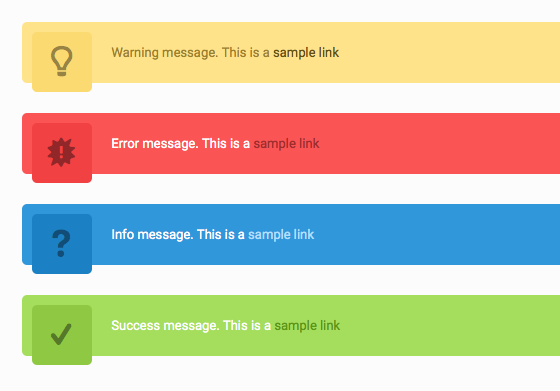 Warning message. This is a sample link
Error message. This is a sample link
Info message. This is a sample link
Success message. This is a sample link